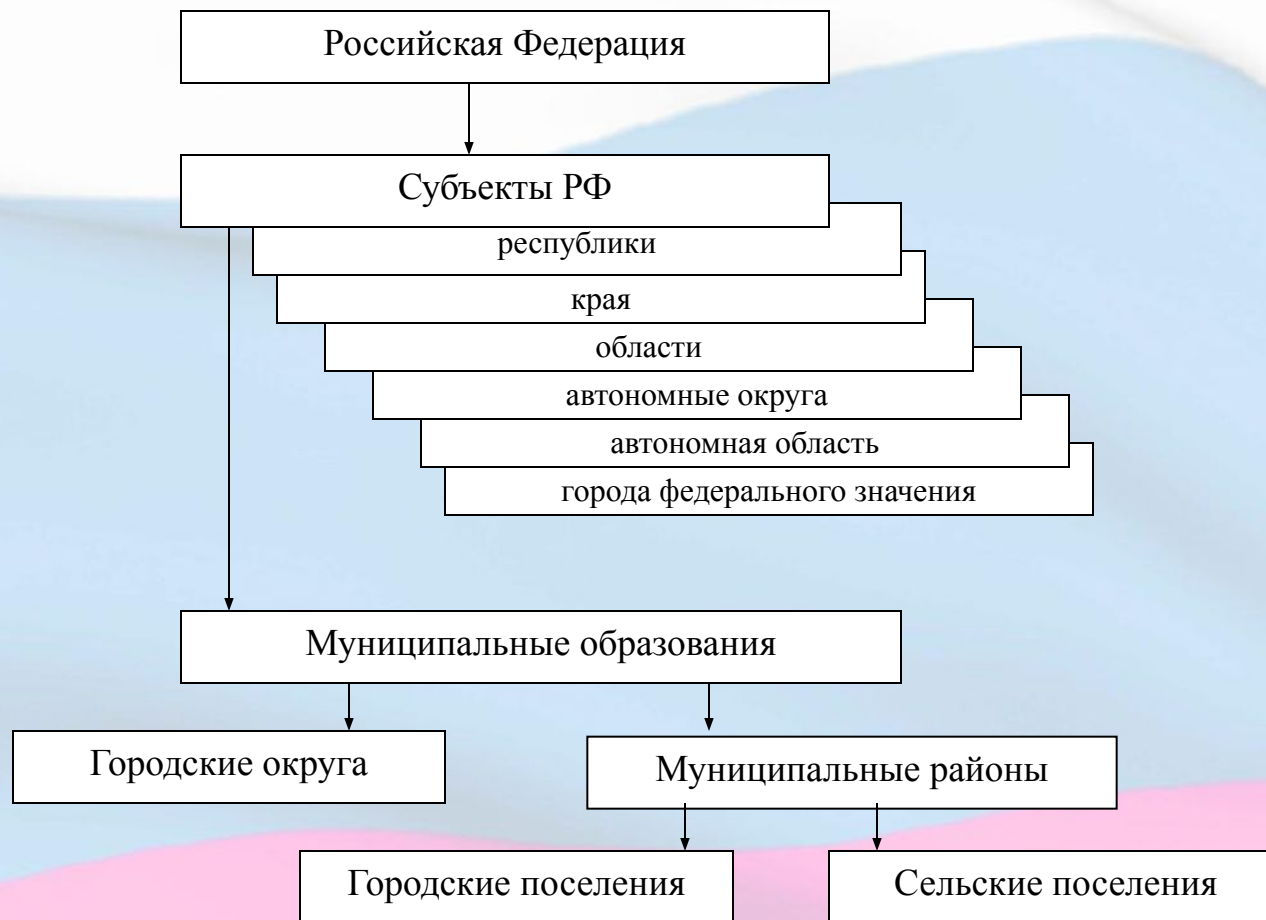 Российская Федерация
Субъекты РФ
республики
края
области
автономные округа
автономная область
города федерального значения
Муниципальные образования
Городские округа
Муниципальные районы
Городские поселения
Сельские поселения